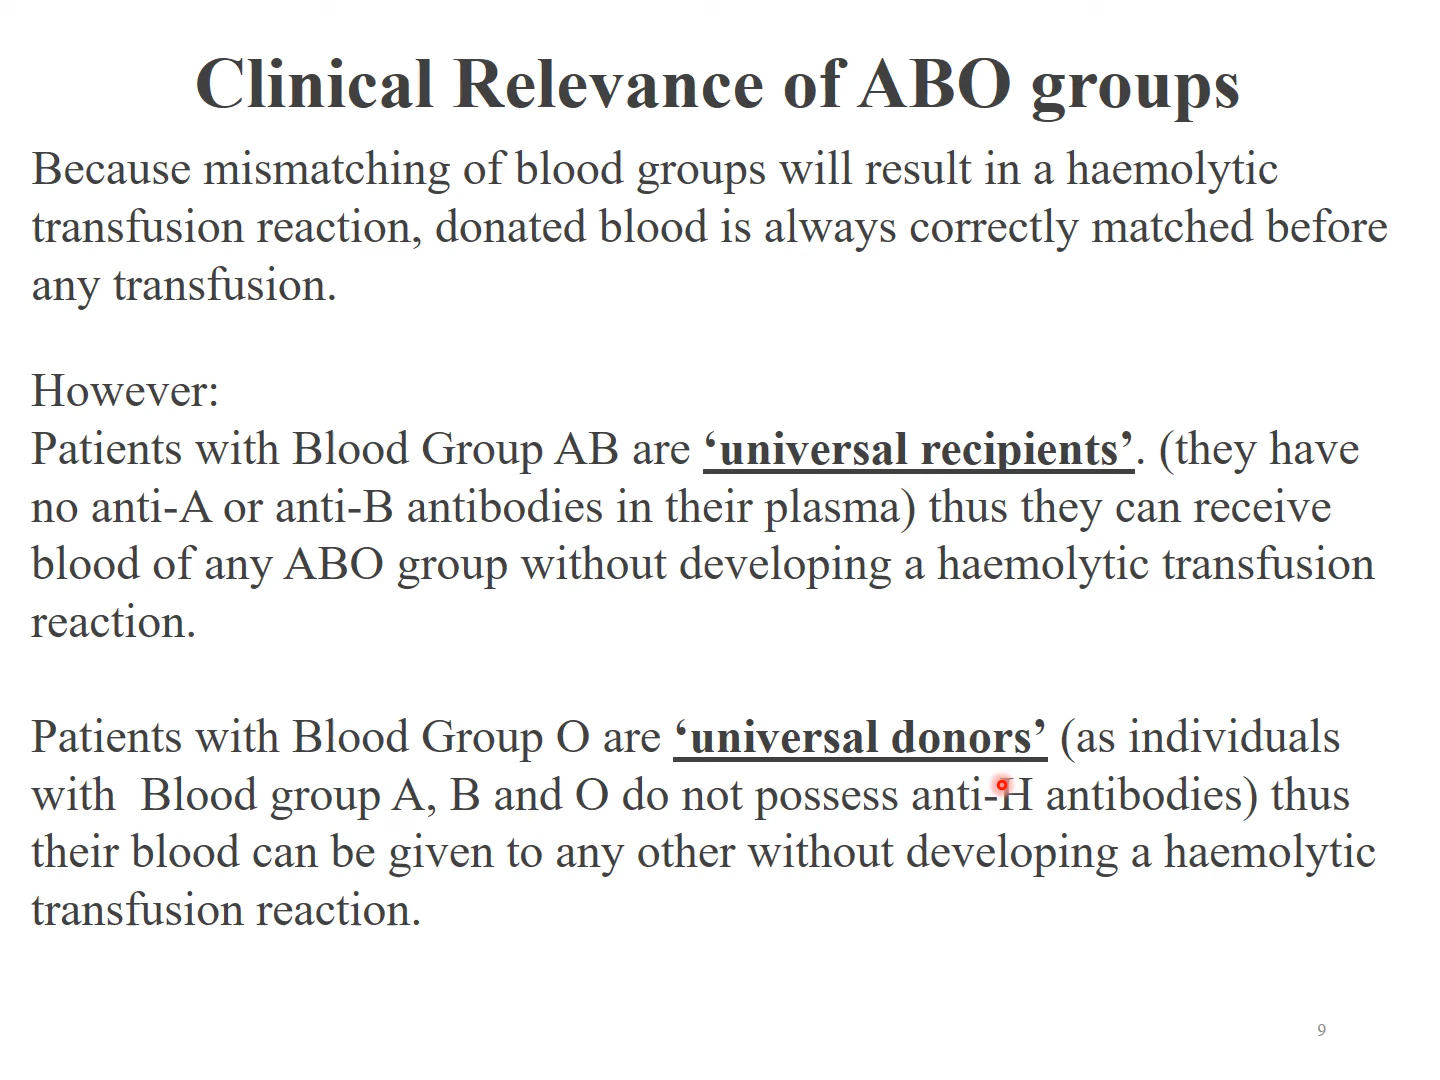 Clinical Relevance of ABO groups
Because mismatching of blood groups will result in a haemolytic
transfusion reaction, donated blood is always correctly matched before
any transfusion.
However:
Patients with Blood Group AB are ‘universal recipients’. (they have
no anti-A or anti-B antibodies in their plasma) thus they can receive
blood of any ABO group without developing a haemolytic transfusion
reaction.
Patients with Blood Group O are ‘universal donors’ (as individuals
with  Blood group A, B and O do not possess anti-H antibodies) thus
their blood can be given to any other without developing a haemolytic
transfusion reaction.
9